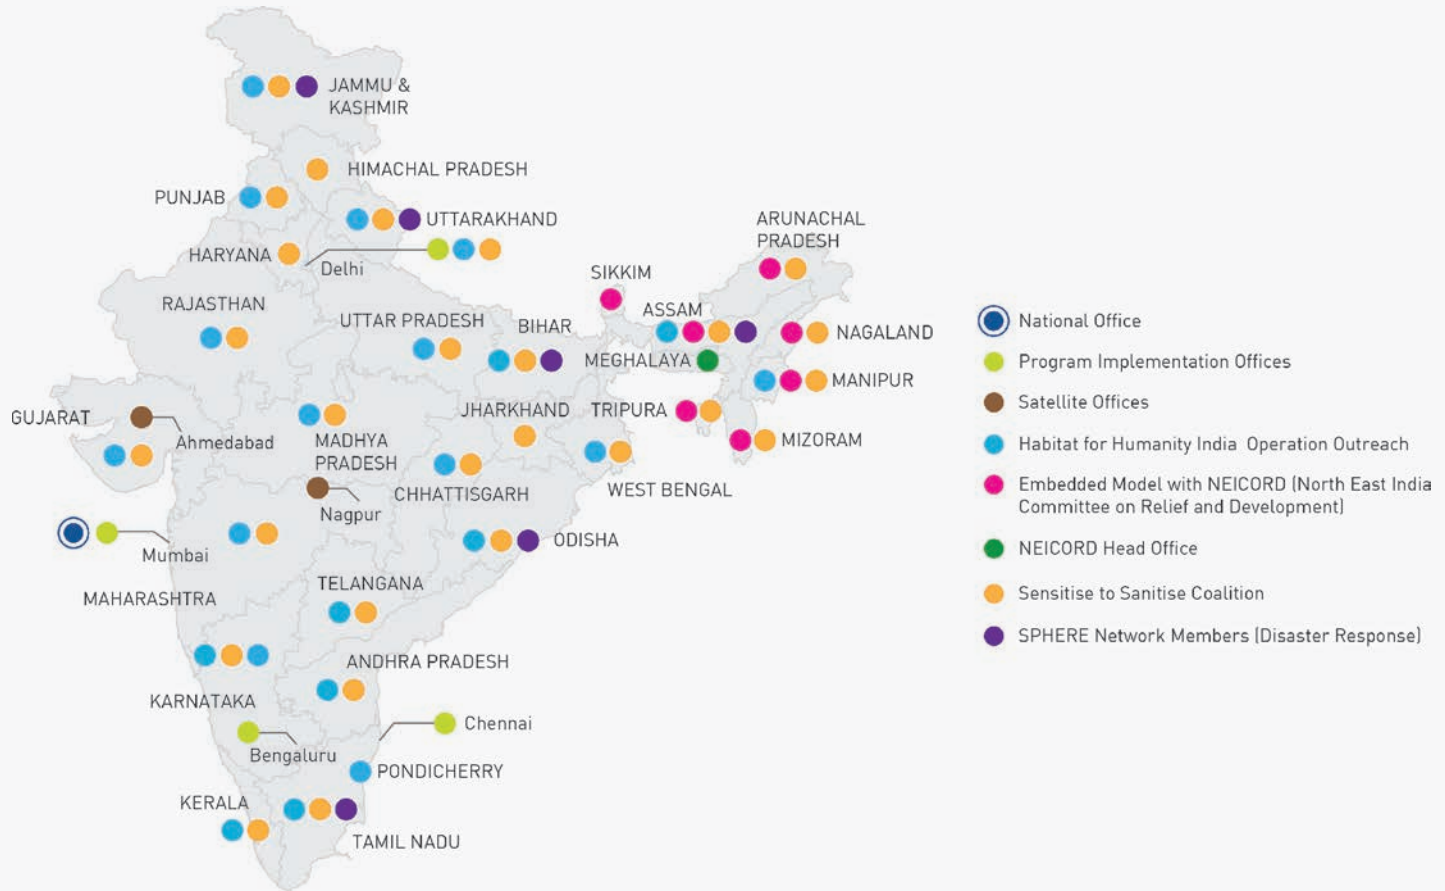 JAMMU &
KASHMIR
HIMACHAL PRADESH
PUNJAB
UTTARAKHAND
HARYANA
Delhi
RAJASTHAN
UTTAR PRADESH
BIHAR
SIKKIM
ARUNACHAL
PRADESH
ASSAM
NAGALAND
MEGHALAYA
MANIPUR
GUJARAT
Ahmedabad
MADHYA
PRADESH
JHARKHAND
TRIPURA
MIZORAM
CHHATTISGARH
WEST BENGAL
Nagpur
Mumbai
ODISHA
MAHARASHTRA
TELANGANA
KARNATAKA
ANDHRA PRADESH
Bengaluru
Chennai
PONDICHERRY
KERALA
TAMIL NADU
National Office
Program Implementation Offices
Satellite Offices
Habitat for Humanity India Operation Outreach
Embedded Model with NEICORD (North East India
Committee on Relief and Development)
NEICORD Head Office
Sensitise to Sanitise Coalition
SPHERE Network Members (Disaster Response)